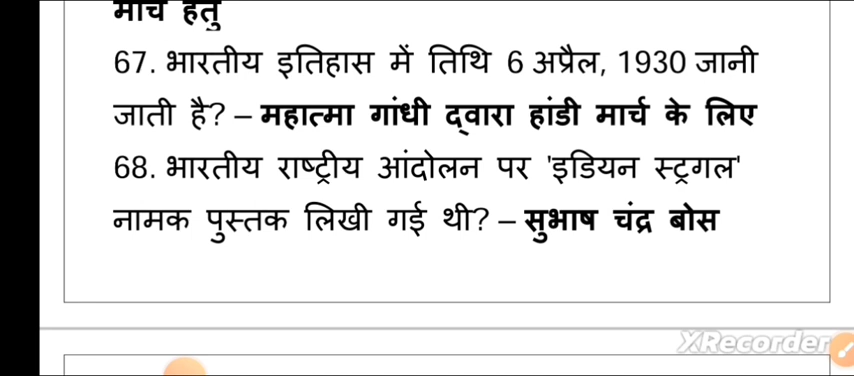 मार्च हेतु
67. भारतीय इतिहास में तिथि 6 अप्रैल, 1930 जानी
जाती है? – महात्मा गांधी द्वारा हांडी मार्च के लिए
68. भारतीय राष्ट्रीय आंदोलन पर 'इडियन स्ट्रगल'
नामक पुस्तक लिखी गई थी? – सुभाष चंद्र बोस
XRecorder